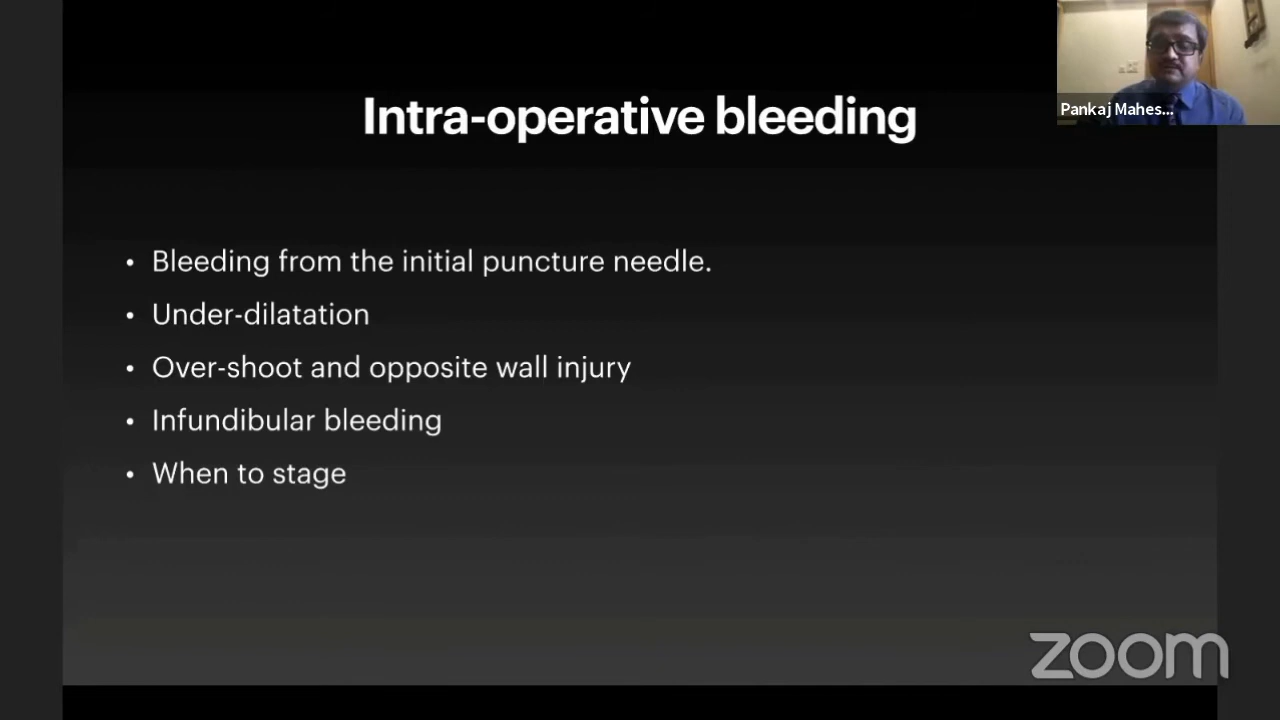 Intra-operative bleeding
Pankaj Mahes...
• Bleeding from the initial puncture needle.
• Under-dilatation
• Over-shoot and opposite wall injury
• Infundibular bleeding
• When to stage
zoom